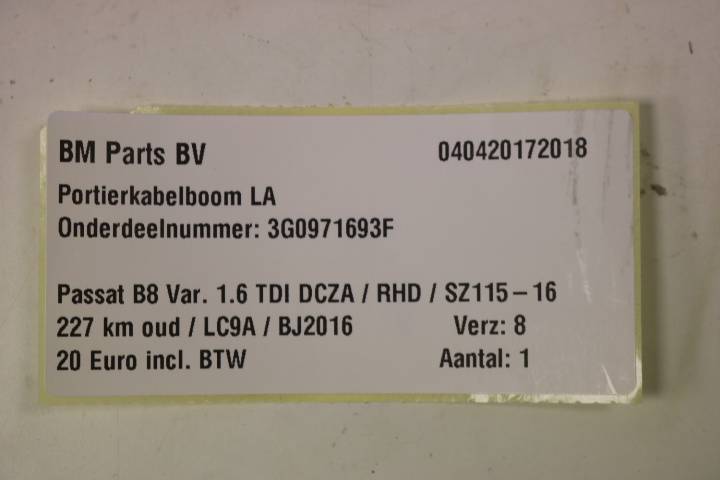 BM Parts BV 040420172018
Portierkabelboom LA
Onderdeelnummer: 3G0971693F
Passat B8 Var. 1.6 TDI DCZA / RHD / SZ115 – 16
227 km oud / LC9A / BJ2016 Verz: 8
20 Euro incl. BTW Aantal: 1